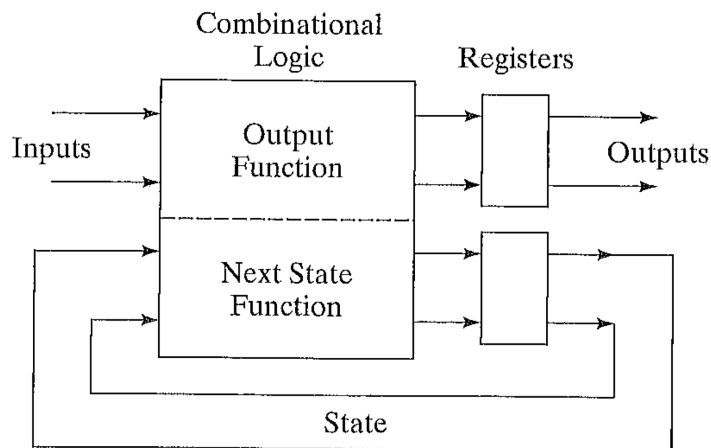 Combinational
Logic
Registers
Inputs
Output
Function
Outputs
Next State
Function
State